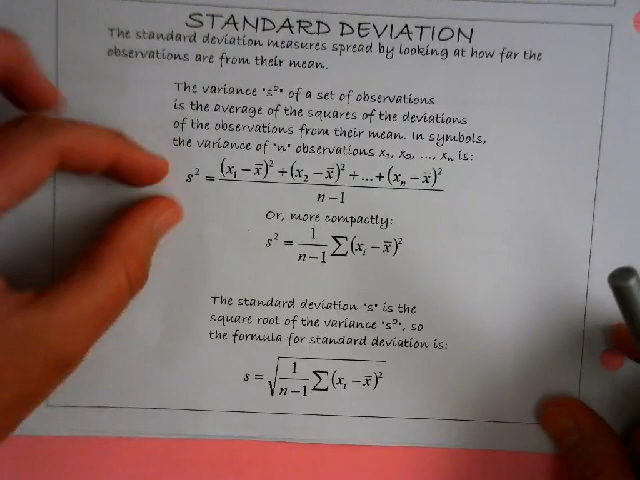 STANDARD DEVIATION
The standard deviation measures spread by looking at how far the
observations are from their mean.
The variance "s²" of a set of observations
is the average of the squares of the deviations
of the observations from their mean. In symbols,
the variance of "n" observations x₁, x₂, ..., xₙ is:
s² = ((x₁ − x̄)² + (x₂ − x̄)² + ... + (xₙ − x̄)²) / (n − 1)
Or, more compactly:
s² = 1/(n−1) ∑(xᵢ − x̄)²
The standard deviation "s" is the
square root of the variance "s²", so
the formula for standard deviation is:
s = √(1/(n−1) ∑(xᵢ − x̄)²)